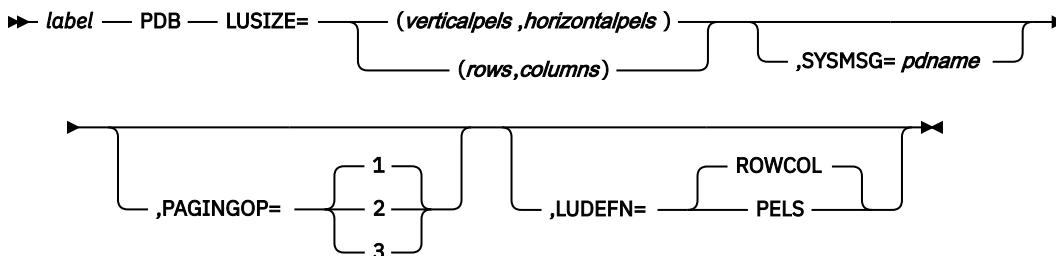 label PDB LUSIZE= (verticalpels ,horizontalpels )
(rows,columns)
,SYSMSG= pdname
,PAGINGOP= 1
2
3
,LUDEFN= ROWCOL
PELS